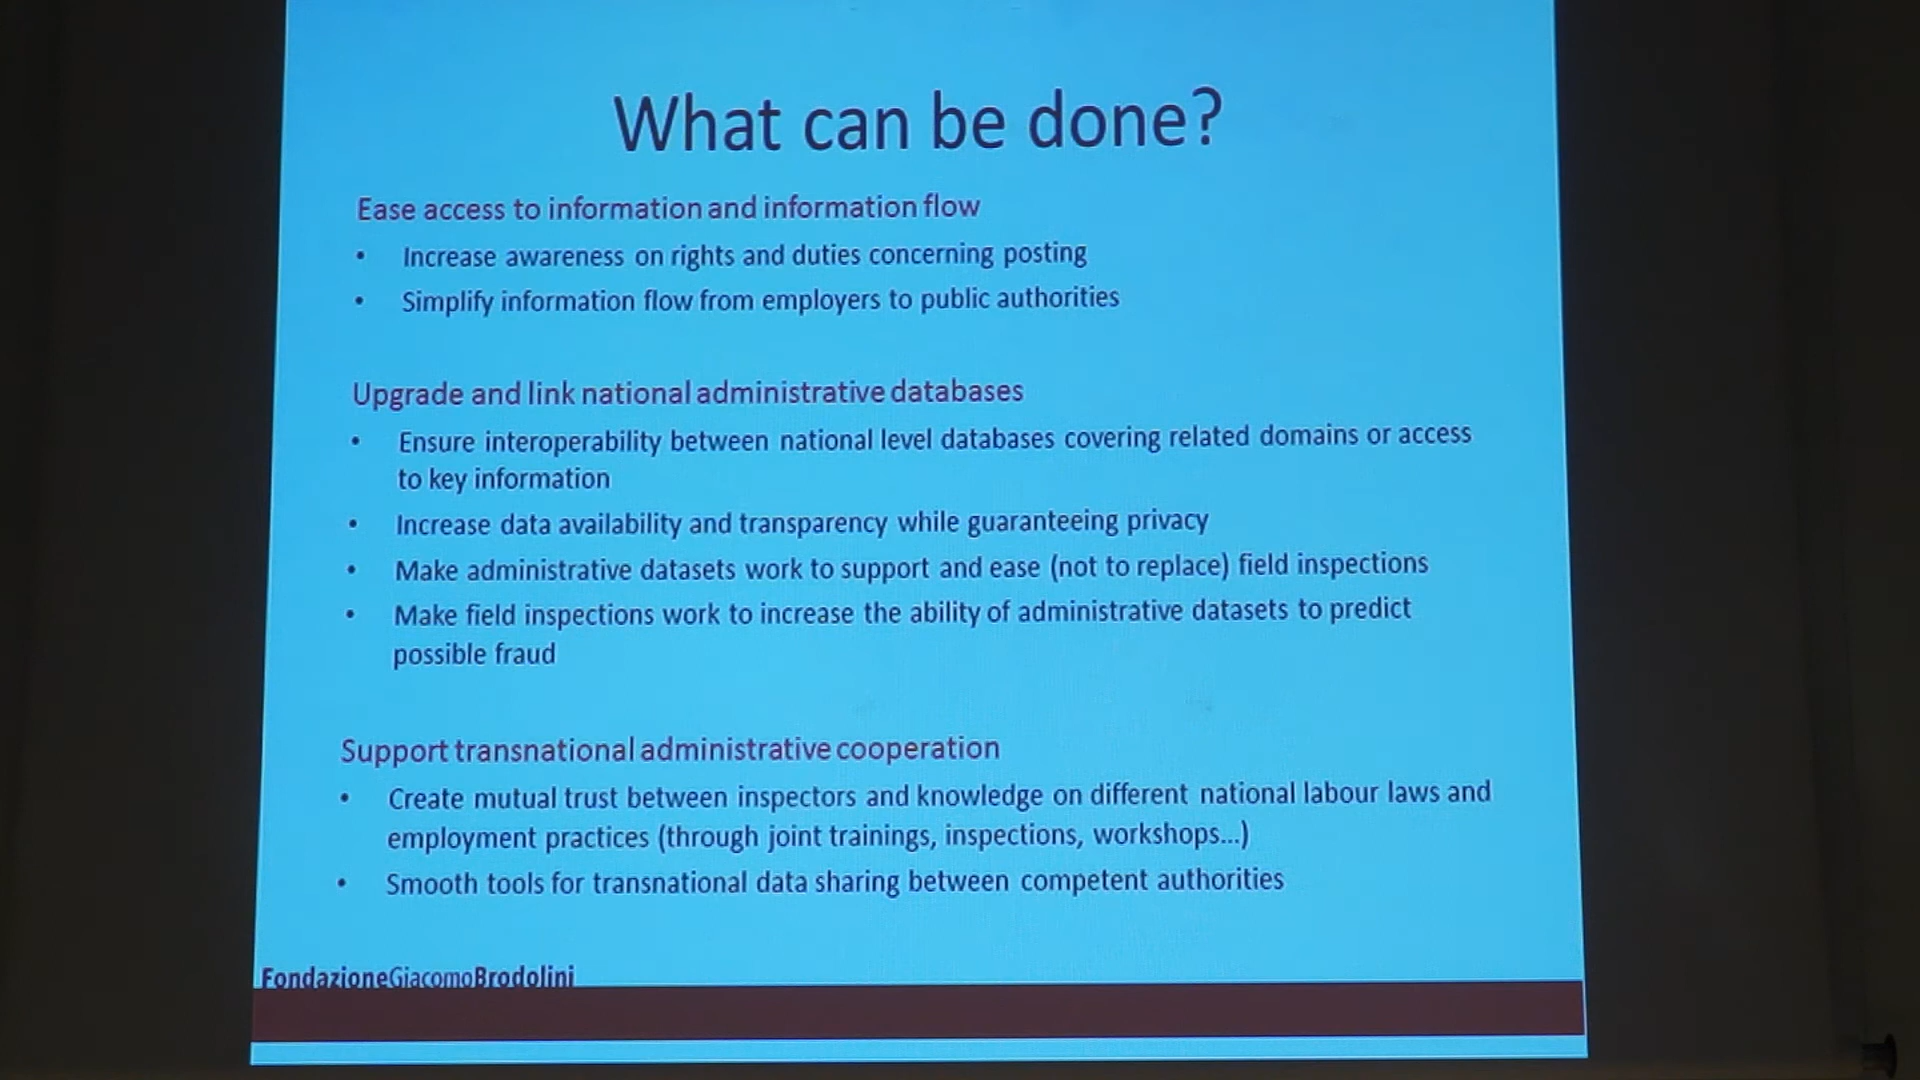 What can be done?
Ease access to information and information flow
• Increase awareness on rights and duties concerning posting
• Simplify information flow from employers to public authorities
Upgrade and link national administrative databases
• Ensure interoperability between national level databases covering related domains or access
to key information
• Increase data availability and transparency while guaranteeing privacy
• Make administrative datasets work to support and ease (not to replace) field inspections
• Make field inspections work to increase the ability of administrative datasets to predict
possible fraud
Support transnational administrative cooperation
• Create mutual trust between inspectors and knowledge on different national labour laws and
employment practices (through joint trainings, inspections, workshops...)
• Smooth tools for transnational data sharing between competent authorities
FondazioneGiacomoBrodolini